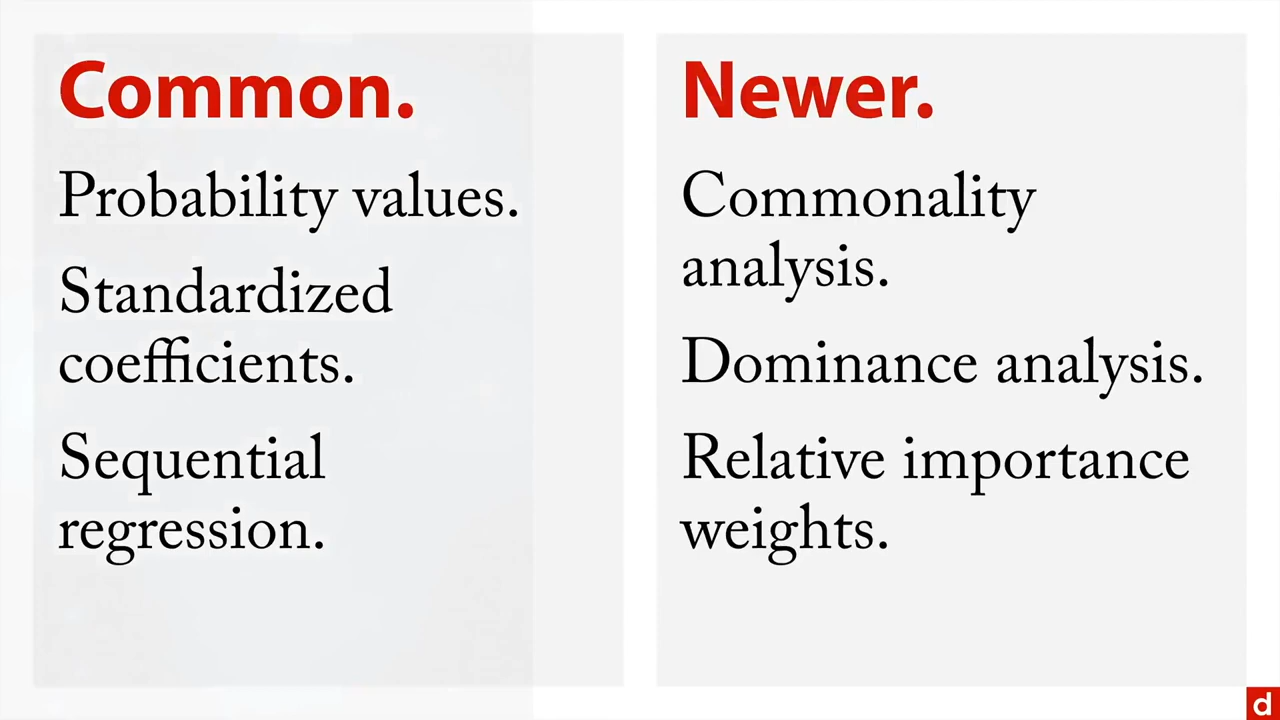 Common.
Probability values.
Standardized
coefficients.
Sequential
regression.
Newer.
Commonality
analysis.
Dominance analysis.
Relative importance
weights.
d